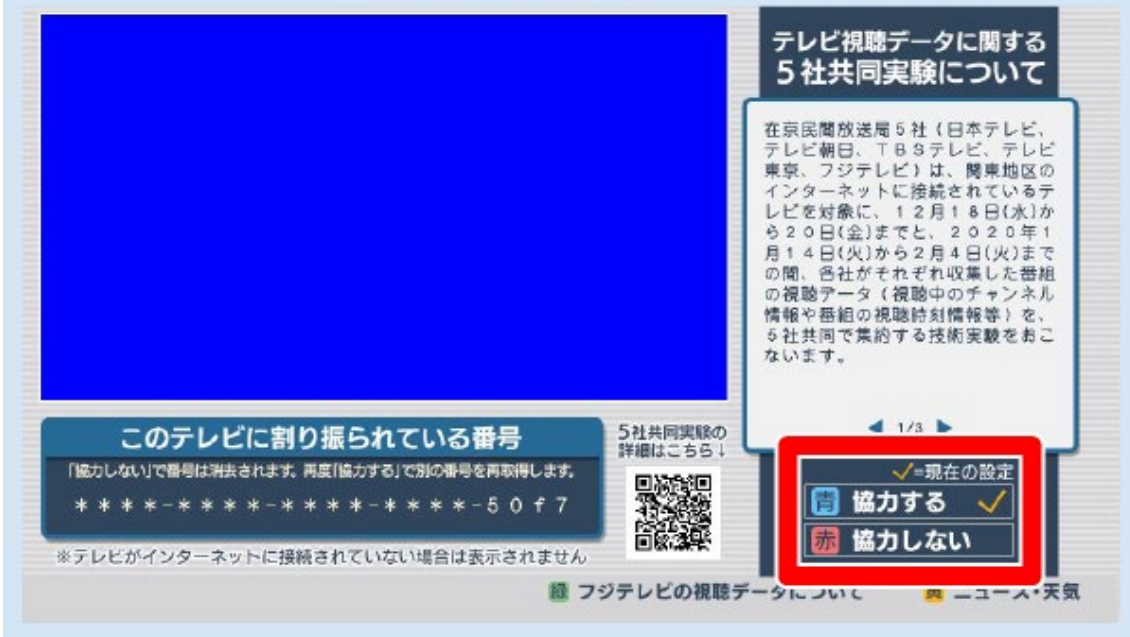 テレビ視聴データに関する
5社共同実験について
在京民間放送局5社(日本テレビ、
テレビ朝日、TBSテレビ、テレビ
東京、フジテレビ)は、関東地区の
インターネットに接続されているテ
レビを対象に、12月18日(水)か
ら20日(金)までと、2020年1
月14日(火)から2月4日(火)まで
の間、各社がそれぞれ収集した番組
の視聴データ(視聴中のチャンネル
情報や番組の視聴時刻情報等)を、
5社共同で集約する技術実験をおこ
ないます。
◀ 1/3 ▶
このテレビに割り振られている番号
「協力しない」で番号は消去されます。再度「協力する」で別の番号を再取得します。
****-****-****-****-50f7
※テレビがインターネットに接続されていない場合は表示されません
5社共同実験の
詳細はこちら↓
✓=現在の設定
青 協力する ✓
赤 協力しない
緑 フジテレビの視聴データについて
黄 ニュース・天気